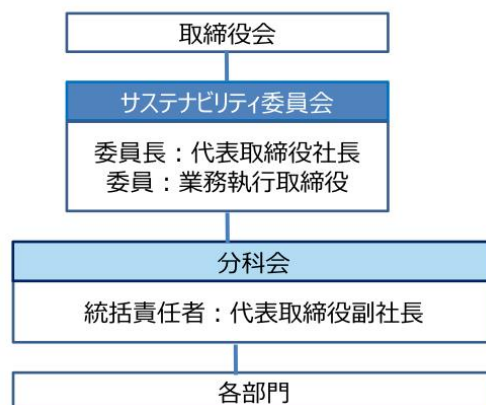 取締役会
サステナビリティ委員会
委員長：代表取締役社長
委員：業務執行取締役
分科会
統括責任者：代表取締役副社長
各部門